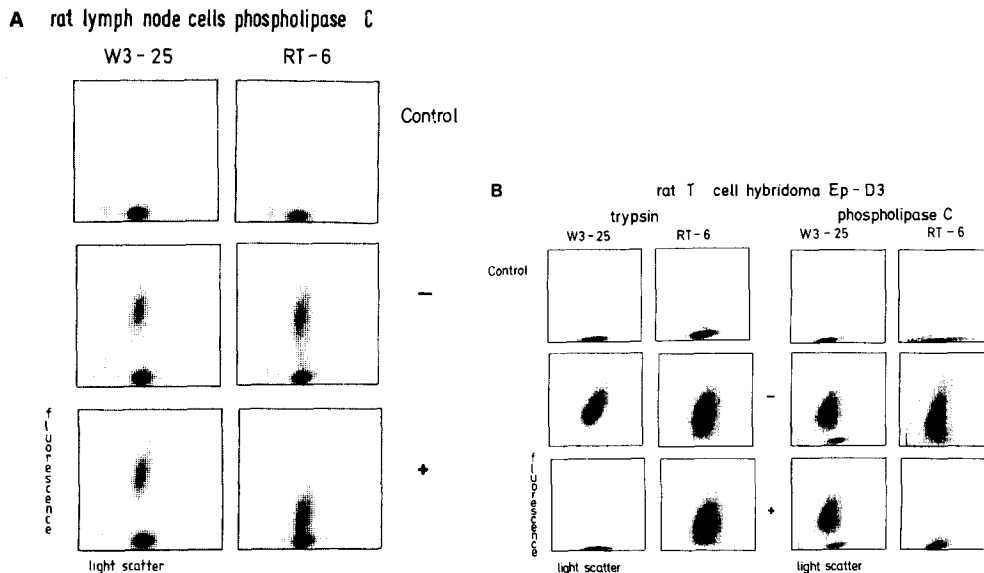 A rat lymph node cells phospholipase C
W3-25 RT-6
Control
−
+
fluorescence
light scatter
B rat T cell hybridoma Ep-D3
trypsin phospholipase C
W3-25 RT-6 W3-25 RT-6
Control
−
+
fluorescence
light scatter light scatter